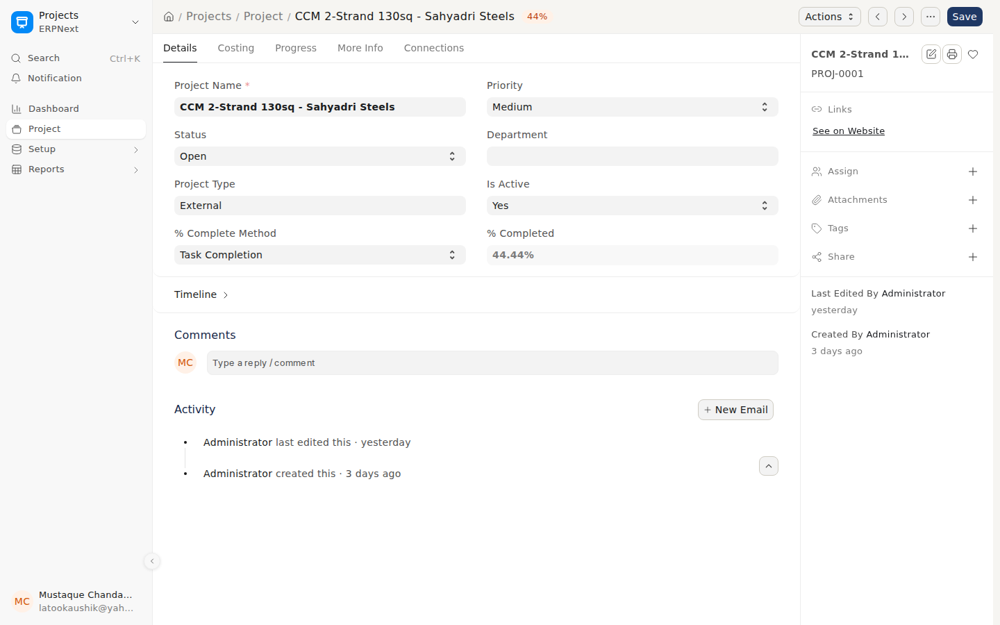 Projects
ERPNext
Search Ctrl+K
Notification
Dashboard
Project
Setup
Reports
Mustaque Chanda...
MC
latookaushik@yah...
/ Projects / Project / CCM 2-Strand 130sq - Sahyadri Steels 44%
Actions
Save
Details Costing Progress More Info Connections
Project Name *
CCM 2-Strand 130sq - Sahyadri Steels
Priority
Medium
Status
Open
Department
Project Type
External
Is Active
Yes
% Complete Method
Task Completion
% Completed
44.44%
Timeline
Comments
MC
Type a reply / comment
Activity
New Email
Administrator last edited this · yesterday
Administrator created this · 3 days ago
CCM 2-Strand 1...
PROJ-0001
Links
See on Website
Assign
Attachments
Tags
Share
Last Edited By Administrator
yesterday
Created By Administrator
3 days ago